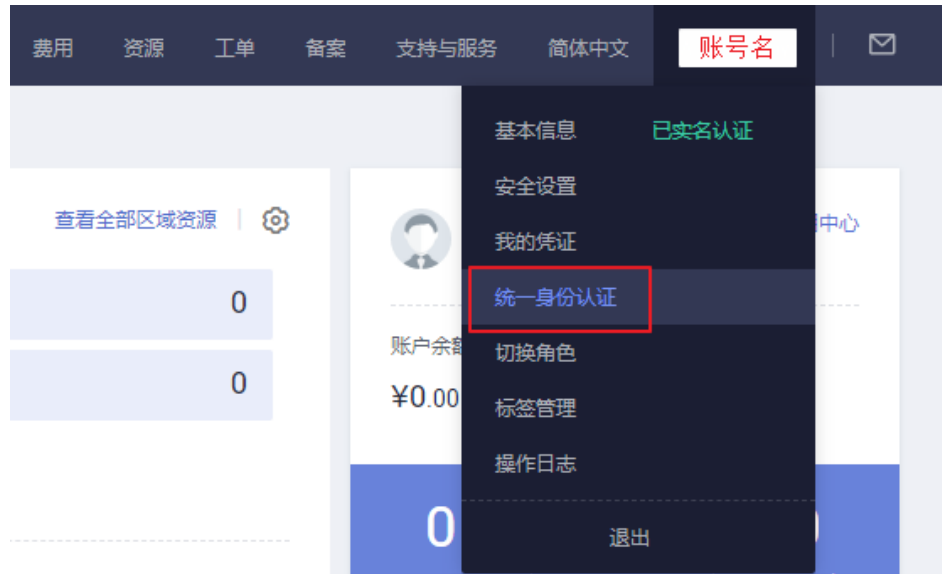 费用 资源 工单 备案 支持与服务 简体中文 账号名
基本信息 已实名认证
安全设置
查看全部区域资源
中心
我的凭证
统一身份认证
0
账户余额
切换角色
0
¥0.00
标签管理
操作日志
0
退出